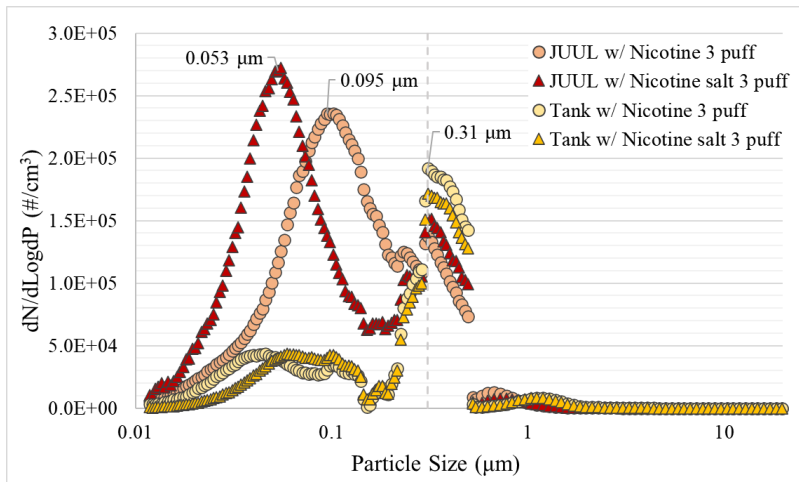 3.0E+05
2.5E+05
2.0E+05
1.5E+05
1.0E+05
5.0E+04
0.0E+00
dN/dLogdP (#/cm³)
0.053 µm
0.095 µm
0.31 µm
JUUL w/ Nicotine 3 puff
JUUL w/ Nicotine salt 3 puff
Tank w/ Nicotine 3 puff
Tank w/ Nicotine salt 3 puff
0.01
0.1
1
10
Particle Size (µm)